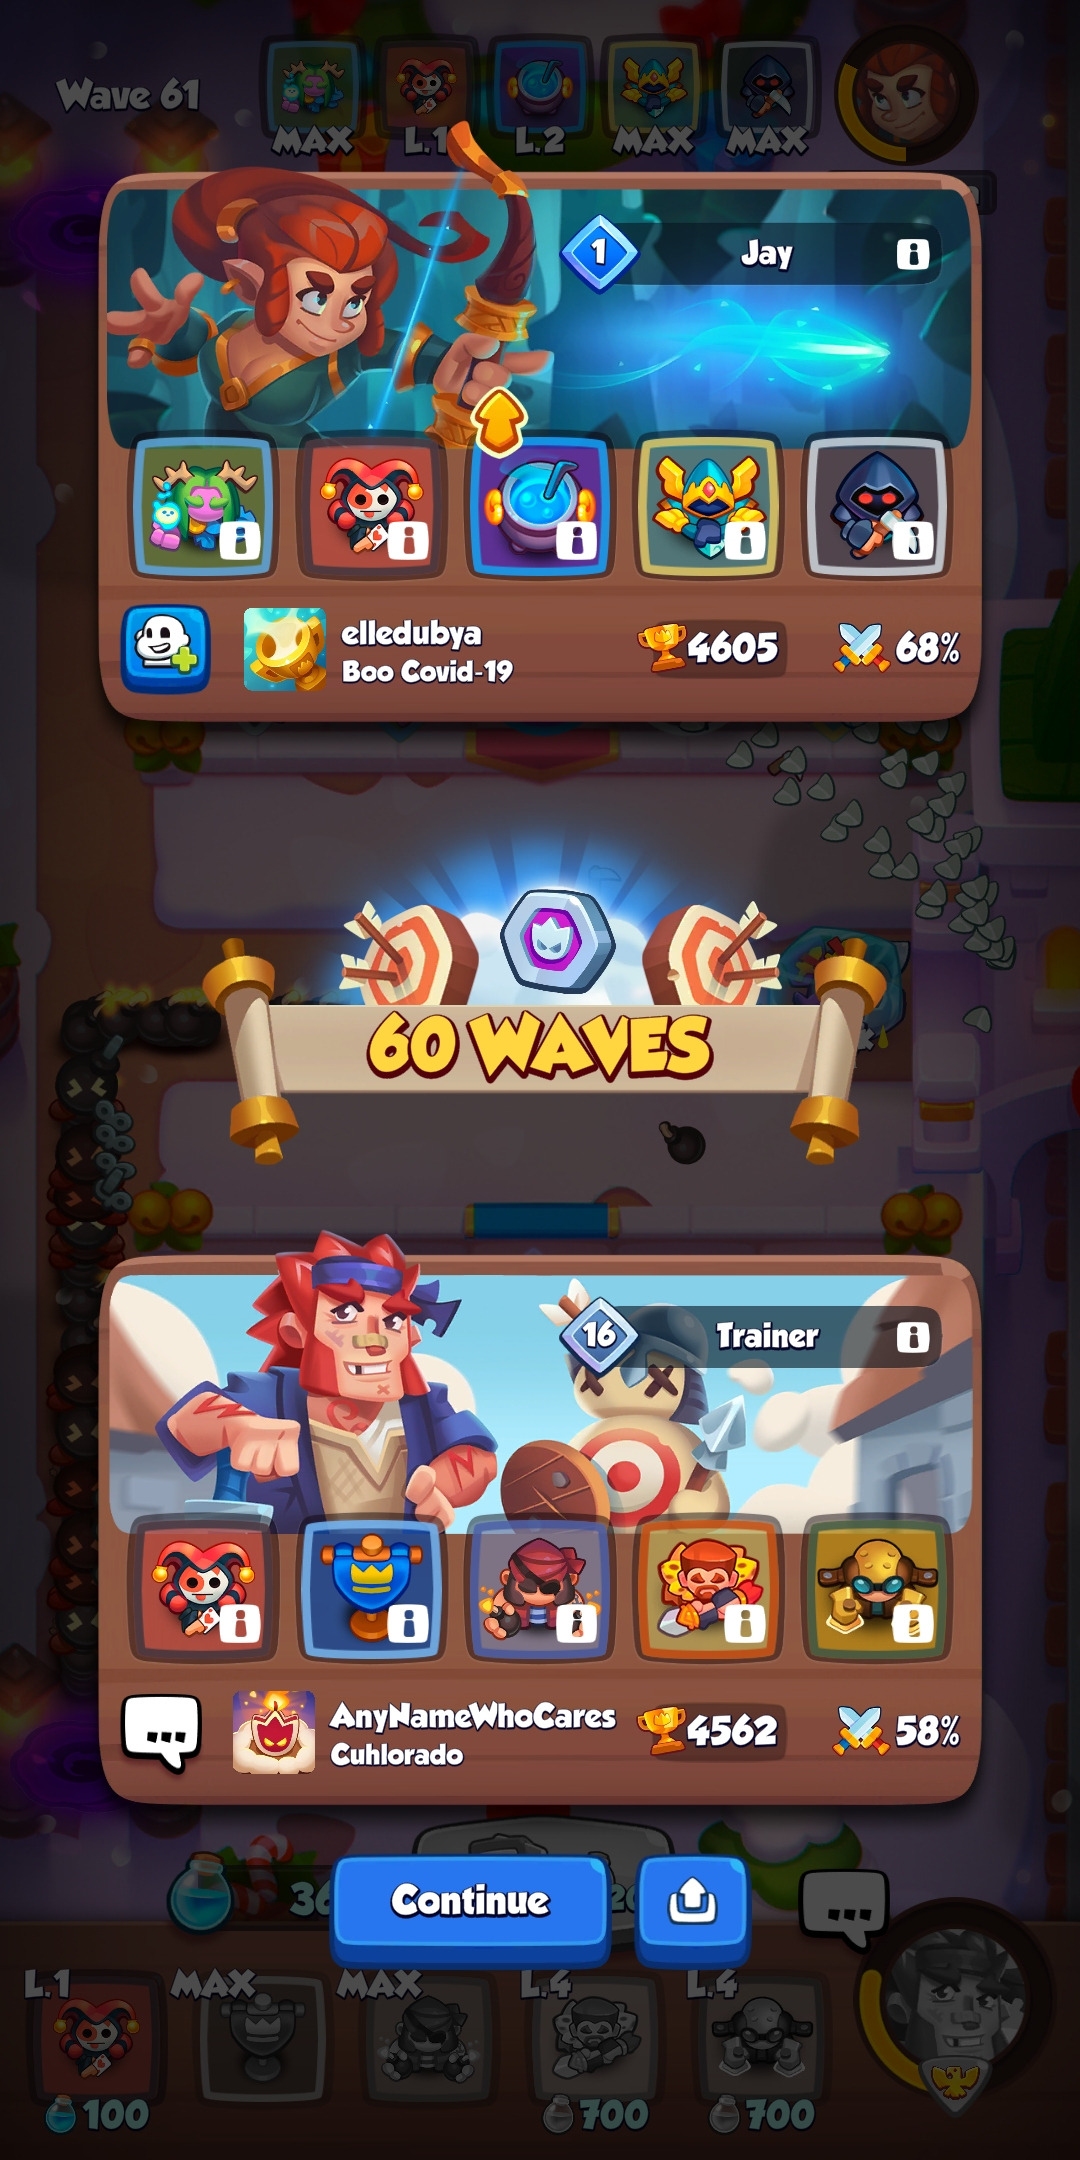 Wave 61
MAX L.1 L.2 MAX MAX
1 Jay
elledubya
Boo Covid-19
4605 68%
60 WAVES
16 Trainer
AnyNameWhoCares
Cuhlorado
4562 58%
Continue
L.1 MAX MAX L.4 L.4
100 700 700